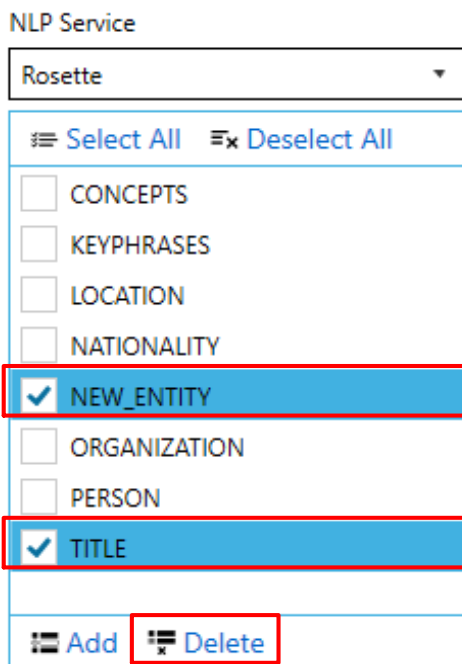 NLP Service
Rosette
Select All Deselect All
CONCEPTS
KEYPHRASES
LOCATION
NATIONALITY
NEW_ENTITY
ORGANIZATION
PERSON
TITLE
Add Delete